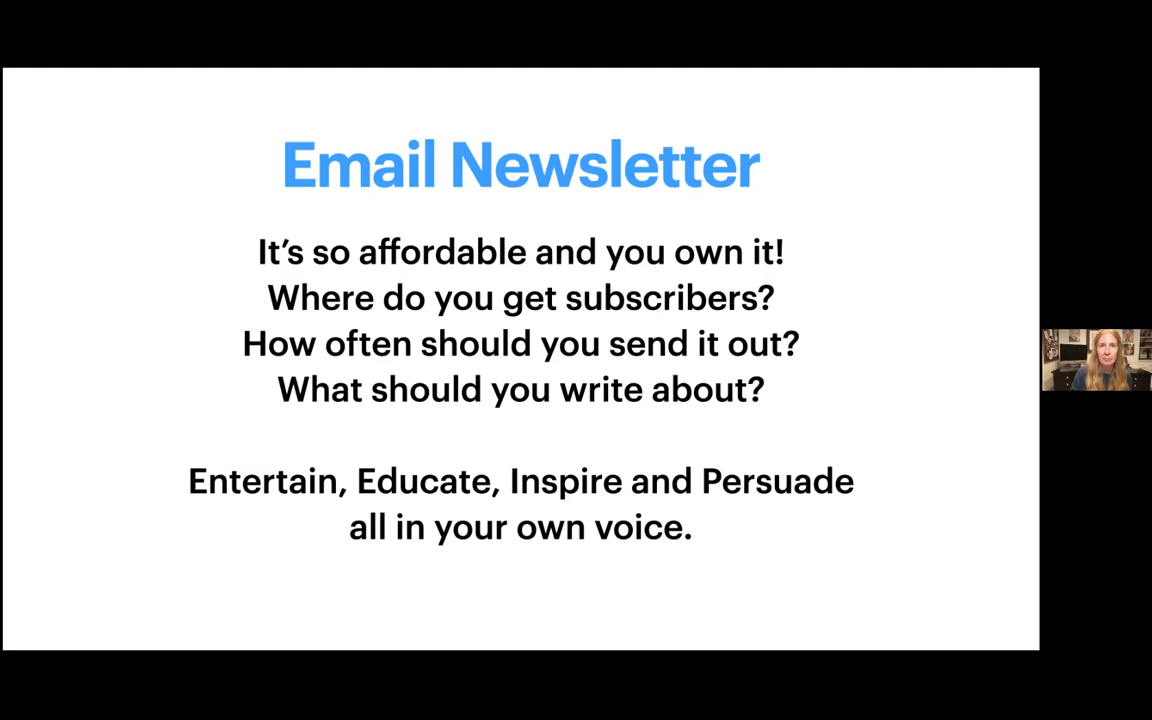 Email Newsletter
It’s so affordable and you own it!
Where do you get subscribers?
How often should you send it out?
What should you write about?
Entertain, Educate, Inspire and Persuade
all in your own voice.